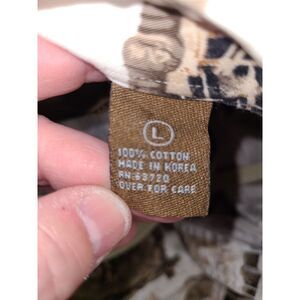 L
100% COTTON
MADE IN KOREA
RN 63720
OVER FOR CARE